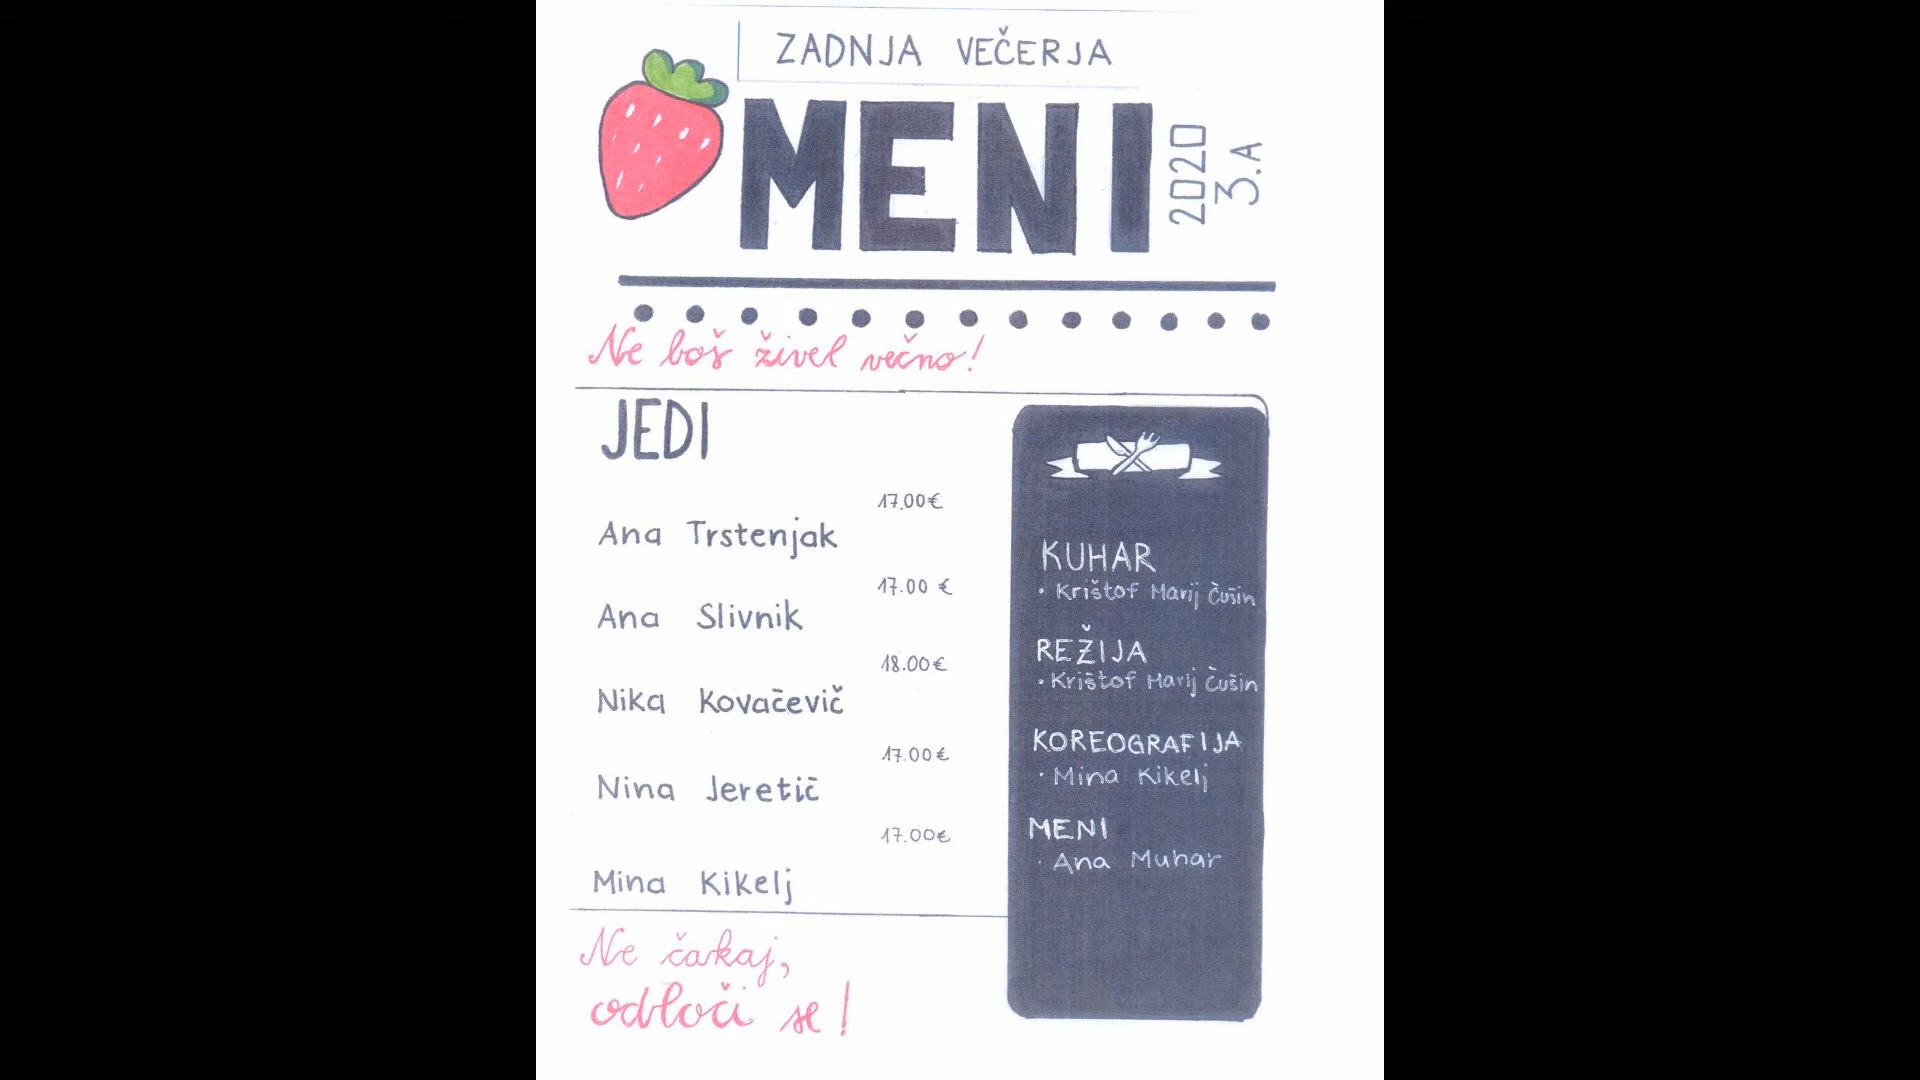 ZADNJA VEČERJA
MENI
2020
3.A
Ne boš živel večno!
JEDI
17.00€
Ana Trstenjak
17.00 €
Ana Slivnik
18.00€
Nika Kovačevič
17.00€
Nina Jeretič
17.00€
Mina Kikelj
Ne čakaj,
odloči se!
KUHAR
· Krištof Marij Čušin
REŽIJA
· Krištof Marij Čušin
KOREOGRAFIJA
· Mina Kikelj
MENI
· Ana Muhar